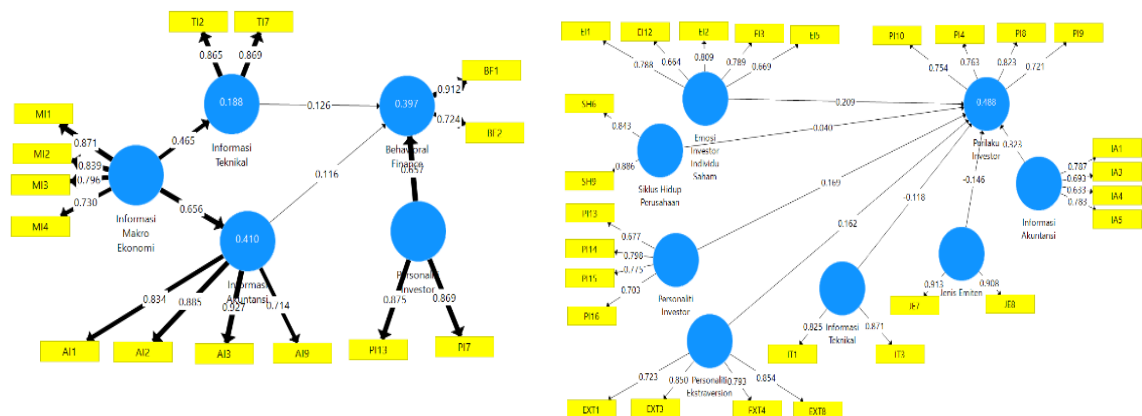 TI2
TI7
0.865
0.869
0.188
Informasi
Teknikal
0.126
0.397
Behavioral
Finance
0.912
BF1
0.724
BF2
MI1
0.871
MI2
0.839
MI3
0.796
MI4
0.730
Informasi
Makro
Ekonomi
0.465
0.656
0.116
0.657
0.410
Informasi
Akuntansi
Personaliti
Investor
0.834
0.885
0.927
0.714
0.875
0.869
AI1
AI2
AI3
AI9
PI13
PI7
EI1
EI12
EI2
EI3
EI5
0.788
0.664
0.809
0.789
0.669
Emosi
Investor
Individu
Saham
PI10
PI4
PI8
PI9
0.754
0.763
0.823
0.721
0.488
Perilaku
Investor
0.209
0.040
SH6
0.843
0.886
SH9
Siklus Hidup
Perusahaan
0.323
0.169
0.162
-0.118
-0.146
IA1
0.787
IA3
0.693
IA4
0.633
IA5
0.783
Informasi
Akuntansi
PI13
0.677
PI14
0.798
PI15
0.775
PI16
0.703
Personaliti
Investor
Jenis Emiten
0.913
0.908
JE7
JE8
Informasi
Teknikal
0.825
0.871
IT1
IT3
Personaliti
Ekstraversion
0.723
0.850
0.793
0.854
EXT1
EXT3
EXT4
EXT8